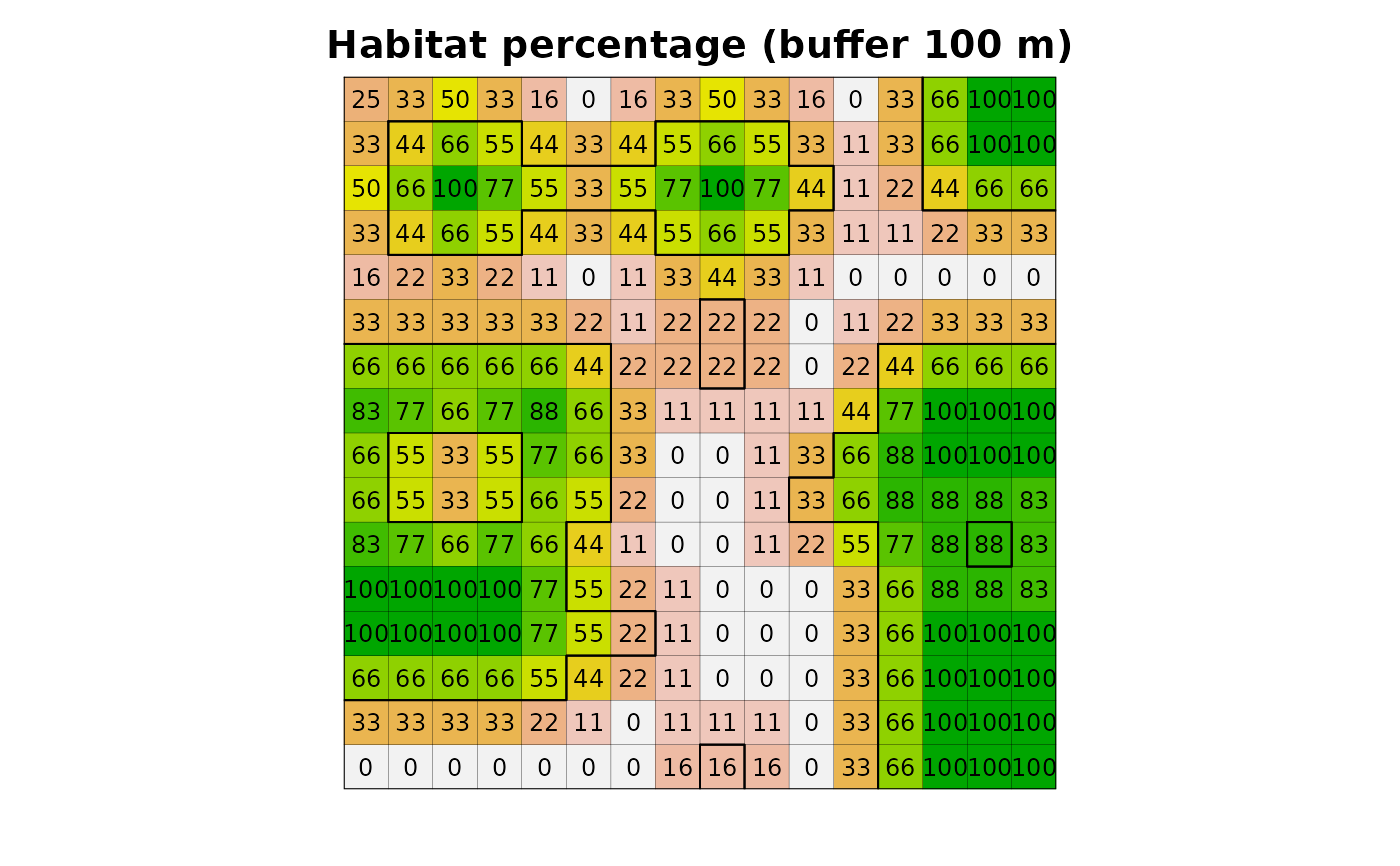 Habitat percentage (buffer 100 m)
25 33 50 33 16 0 16 33 50 33 16 0 33 66 100 100
33 44 66 55 44 33 44 55 66 55 33 11 33 66 100 100
50 66 100 77 55 33 55 77 100 77 44 11 22 44 66 66
33 44 66 55 44 33 44 55 66 55 33 11 11 22 33 33
16 22 33 22 11 0 11 33 44 33 11 0 0 0 0 0
33 33 33 33 33 22 11 22 22 22 0 11 22 33 33 33
66 66 66 66 66 44 22 22 22 22 0 22 44 66 66 66
83 77 66 77 88 66 33 11 11 11 11 44 77 100 100 100
66 55 33 55 77 66 33 0 0 11 33 66 88 100 100 100
66 55 33 55 66 55 22 0 0 11 33 66 88 88 88 83
83 77 66 77 66 44 11 0 0 11 22 55 77 88 88 83
100 100 100 100 77 55 22 11 0 0 0 33 66 88 88 83
100 100 100 100 77 55 22 11 0 0 0 33 66 100 100 100
66 66 66 66 55 44 22 11 0 0 0 33 66 100 100 100
33 33 33 33 22 11 0 11 11 11 0 33 66 100 100 100
0 0 0 0 0 0 0 16 16 16 0 33 66 100 100 100